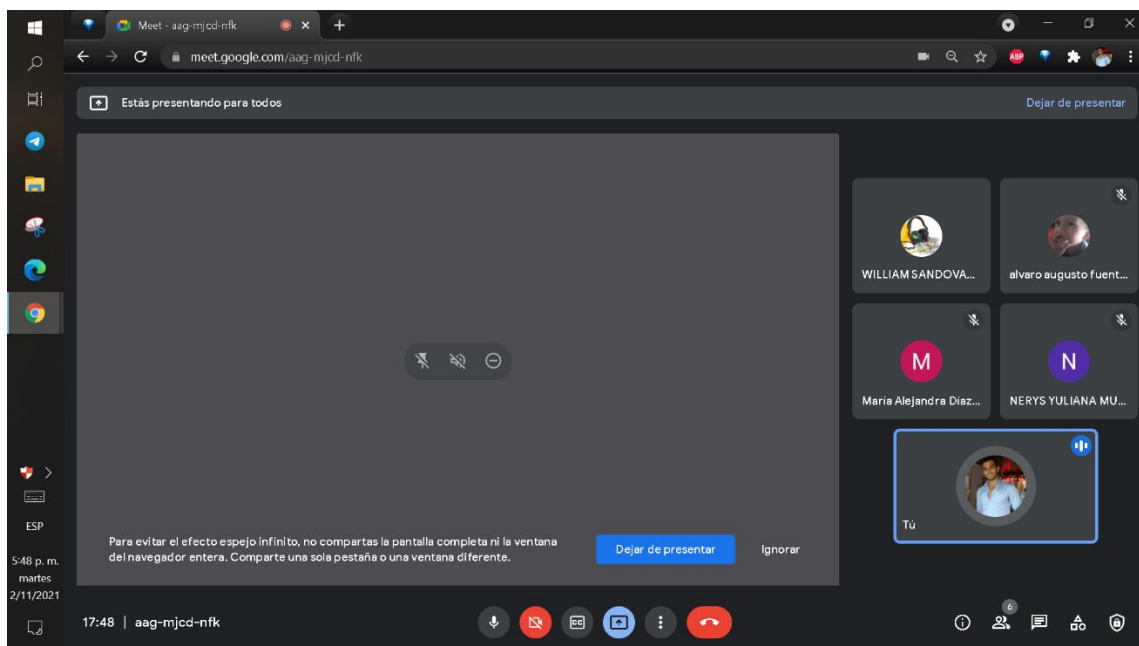 Meet - aag-mjcd-nfk
meet.google.com/aag-mjcd-nfk
ABP
Estás presentando para todos
Dejar de presentar
WILLIAM SANDOVA...
alvaro augusto fuent...
M
N
María Alejandra Díaz...
NERYS YULIANA MU...
Tú
Para evitar el efecto espejo infinito, no compartas la pantalla completa ni la ventana
del navegador entera. Comparte una sola pestaña o una ventana diferente.
Dejar de presentar
Ignorar
ESP
5:48 p. m.
martes
2/11/2021
17:48 | aag-mjcd-nfk
CC
6